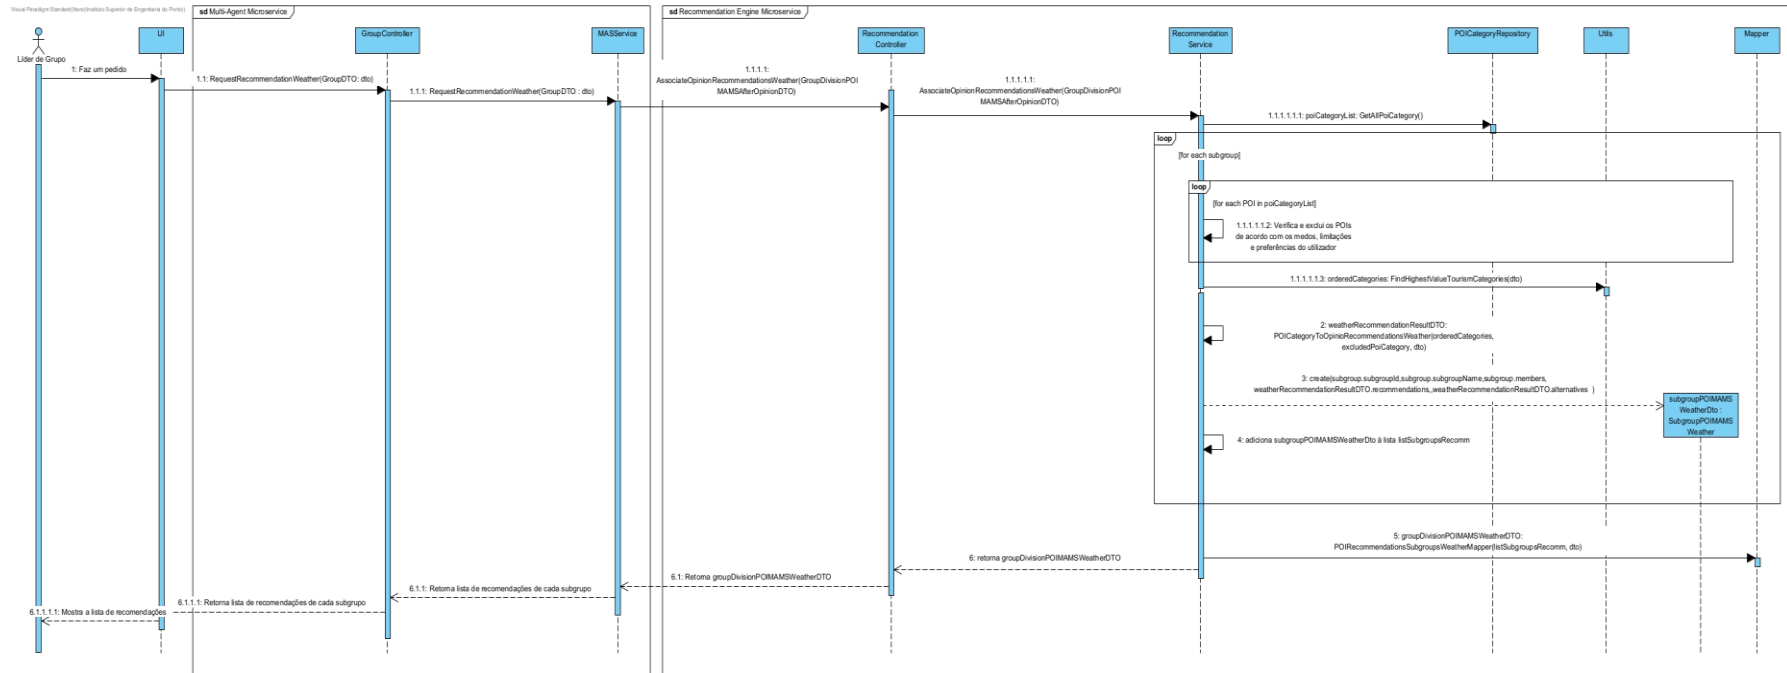 Visual Paradigm Standard(franc(Instituto Superior de Engenharia do Porto))
sd Multi-Agent Microservice
sd Recommendation Engine Microservice
Líder de Grupo
UI
GroupController
MASService
Recommendation
Controller
Recommendation
Service
POICategoryRepository
Utils
Mapper
1: Faz um pedido
1.1: RequestRecommendationWeather(GroupDTO: dto)
1.1.1: RequestRecommendationWeather(GroupDTO : dto)
1.1.1.1:
AssociateOpinionRecommendationsWeather(GroupDivisionPOI
MAMSAfterOpinionDTO)
1.1.1.1.1:
AssociateOpinionRecommendationsWeather(GroupDivisionPOI
MAMSAfterOpinionDTO)
1.1.1.1.1.1: poiCategoryList: GetAllPoiCategory()
loop
[for each subgroup]
loop
[for each POI in poiCategoryList]
1.1.1.1.1.2: Verifica e exclui os POIs
de acordo com os medos, limitações
e preferências do utilizador
1.1.1.1.1.3: orderedCategories: FindHighestValueTourismCategories(dto)
2: weatherRecommendationResultDTO:
POICategoryToOpinioRecommendationsWeather(orderedCategories,
excludedPoiCategory, dto)
3: create(subgroup.subgroupId,subgroup.subgroupName,subgroup.members,
weatherRecommendationResultDTO.recommendations,,weatherRecommendationResultDTO.alternatives )
subgroupPOIMAMS
WeatherDto :
SubgroupPOIMAMS
Weather
4: adiciona subgroupPOIMAMSWeatherDto à lista listSubgroupsRecomm
5: groupDivisionPOIMAMSWeatherDTO:
POIRecommendationsSubgroupsWeatherMapper(listSubgroupsRecomm, dto)
6: retorna groupDivisionPOIMAMSWeatherDTO
6.1: Retorna groupDivisionPOIMAMSWeatherDTO
6.1.1: Retorna lista de recomendações de cada subgrupo
6.1.1.1: Retorna lista de recomendações de cada subgrupo
6.1.1.1.1: Mostra a lista de recomendações